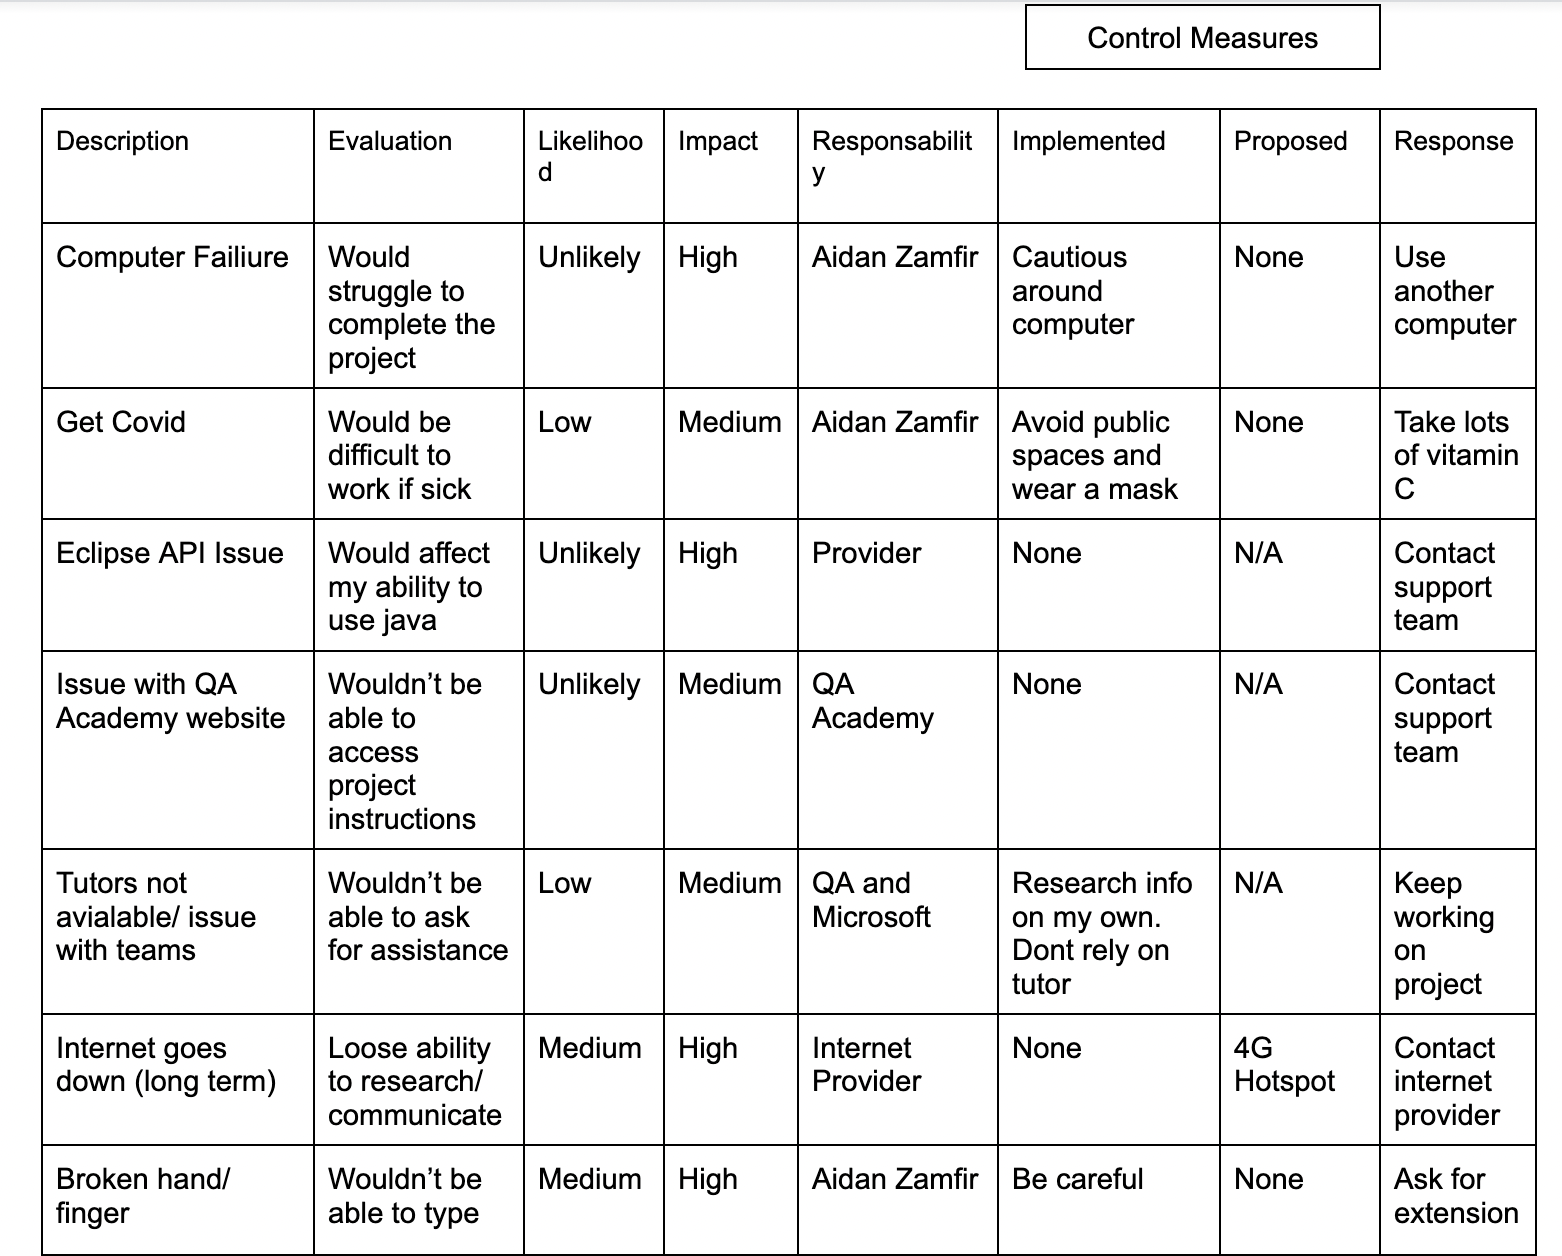 Control Measures
Description
Evaluation
Likelihoo
d
Impact
Responsabilit
y
Implemented
Proposed
Response
Computer Failiure
Would
struggle to
complete the
project
Unlikely
High
Aidan Zamfir
Cautious
around
computer
None
Use
another
computer
Get Covid
Would be
difficult to
work if sick
Low
Medium
Aidan Zamfir
Avoid public
spaces and
wear a mask
None
Take lots
of vitamin
C
Eclipse API Issue
Would affect
my ability to
use java
Unlikely
High
Provider
None
N/A
Contact
support
team
Issue with QA
Academy website
Wouldn’t be
able to
access
project
instructions
Unlikely
Medium
QA
Academy
None
N/A
Contact
support
team
Tutors not
avialable/ issue
with teams
Wouldn’t be
able to ask
for assistance
Low
Medium
QA and
Microsoft
Research info
on my own.
Dont rely on
tutor
N/A
Keep
working
on
project
Internet goes
down (long term)
Loose ability
to research/
communicate
Medium
High
Internet
Provider
None
4G
Hotspot
Contact
internet
provider
Broken hand/
finger
Wouldn’t be
able to type
Medium
High
Aidan Zamfir
Be careful
None
Ask for
extension